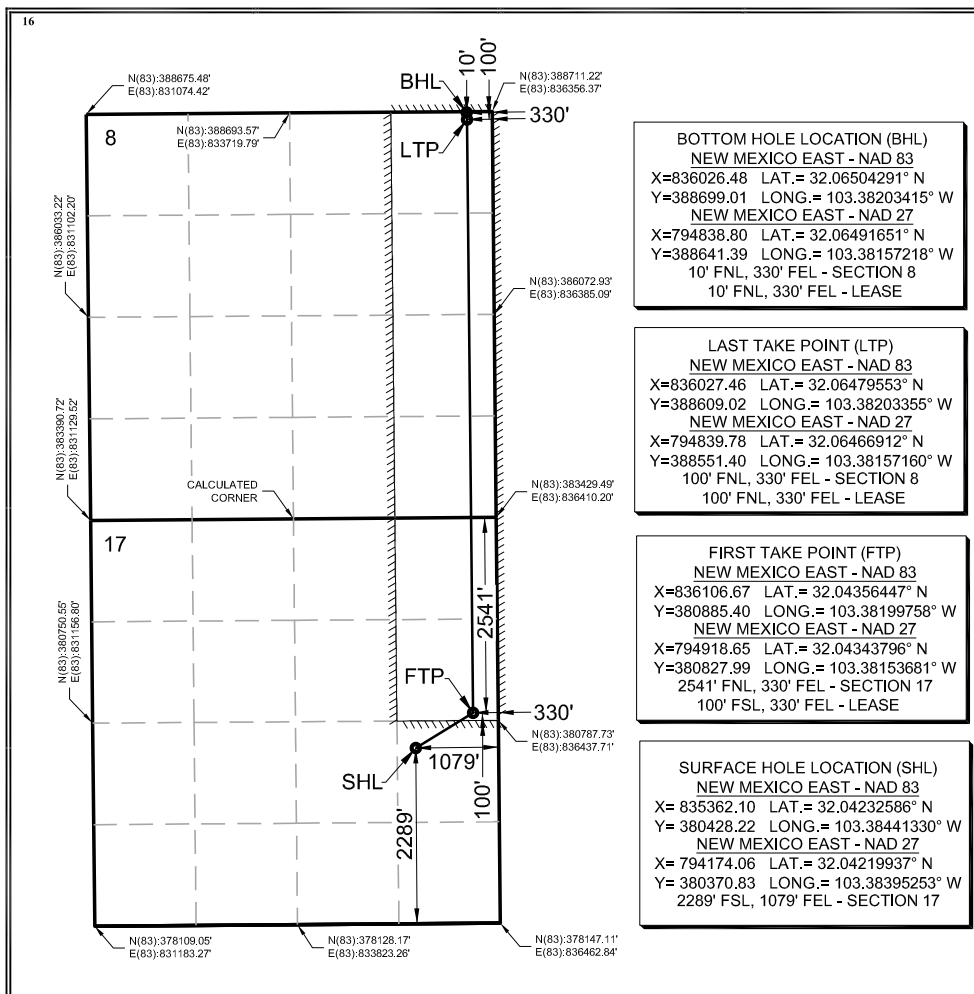 16
10'
100'
BHL
N(83):388675.48'
E(83):831074.42'
N(83):388711.22'
E(83):836356.37'
330'
8
N(83):388693.57'
E(83):833719.79'
LTP
N(83):386033.22'
E(83):831102.20'
N(83):386072.93'
E(83):836385.09'
N(83):383390.72'
E(83):831129.52'
CALCULATED
CORNER
N(83):383429.49'
E(83):836410.20'
17
2541'
N(83):380750.55'
E(83):831156.80'
FTP
330'
N(83):380787.73'
E(83):836437.71'
1079'
SHL
100'
2289'
N(83):378109.05'
E(83):831183.27'
N(83):378128.17'
E(83):833823.26'
N(83):378147.11'
E(83):836462.84'
BOTTOM HOLE LOCATION (BHL)
NEW MEXICO EAST - NAD 83
X=836026.48 LAT.= 32.06504291° N
Y=388699.01 LONG.= 103.38203415° W
NEW MEXICO EAST - NAD 27
X=794838.80 LAT.= 32.06491651° N
Y=388641.39 LONG.= 103.38157218° W
10' FNL, 330' FEL - SECTION 8
10' FNL, 330' FEL - LEASE
LAST TAKE POINT (LTP)
NEW MEXICO EAST - NAD 83
X=836027.46 LAT.= 32.06479553° N
Y=388609.02 LONG.= 103.38203355° W
NEW MEXICO EAST - NAD 27
X=794839.78 LAT.= 32.06466912° N
Y=388551.40 LONG.= 103.38157160° W
100' FNL, 330' FEL - SECTION 8
100' FNL, 330' FEL - LEASE
FIRST TAKE POINT (FTP)
NEW MEXICO EAST - NAD 83
X=836106.67 LAT.= 32.04356447° N
Y=380885.40 LONG.= 103.38199758° W
NEW MEXICO EAST - NAD 27
X=794918.65 LAT.= 32.04343796° N
Y=380827.99 LONG.= 103.38153681° W
2541' FNL, 330' FEL - SECTION 17
100' FSL, 330' FEL - LEASE
SURFACE HOLE LOCATION (SHL)
NEW MEXICO EAST - NAD 83
X= 835362.10 LAT.= 32.04232586° N
Y= 380428.22 LONG.= 103.38441330° W
NEW MEXICO EAST - NAD 27
X= 794174.06 LAT.= 32.04219937° N
Y= 380370.83 LONG.= 103.38395253° W
2289' FSL, 1079' FEL - SECTION 17